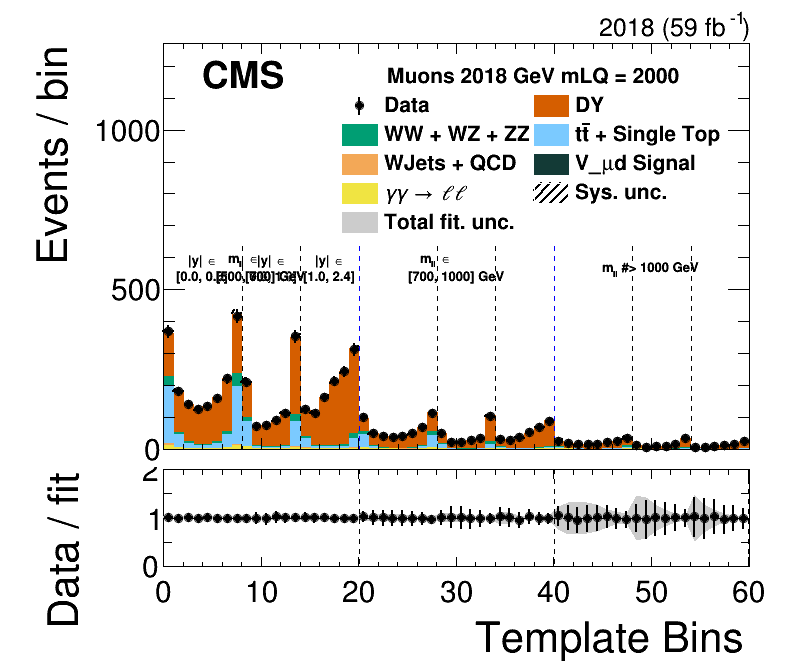 2018 (59 fb⁻¹)
CMS
Muons 2018 GeV mLQ = 2000
Data
DY
WW + WZ + ZZ
tt̄ + Single Top
WJets + QCD
V_μd Signal
γγ → ℓℓ
Sys. unc.
Total fit. unc.
Events / bin
1000
500
0
|y| ∈
m_ll ∈
|y| ∈
|y| ∈
m_ll ∈
[1.0, 2.4]
[700, 1000] GeV
m_ll #> 1000 GeV
Data / fit
2
1
0
0 10 20 30 40 50 60
Template Bins